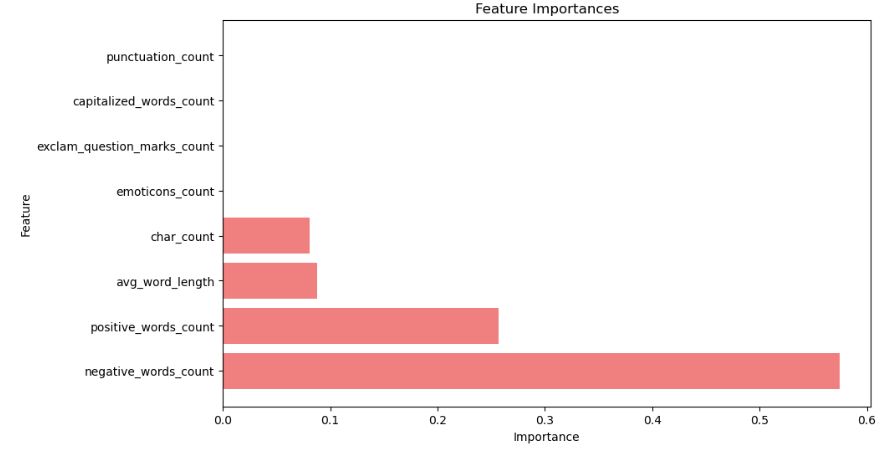 Feature Importances
punctuation_count
capitalized_words_count
exclam_question_marks_count
emoticons_count
char_count
avg_word_length
positive_words_count
negative_words_count
Feature
0.0 0.1 0.2 0.3 0.4 0.5 0.6
Importance